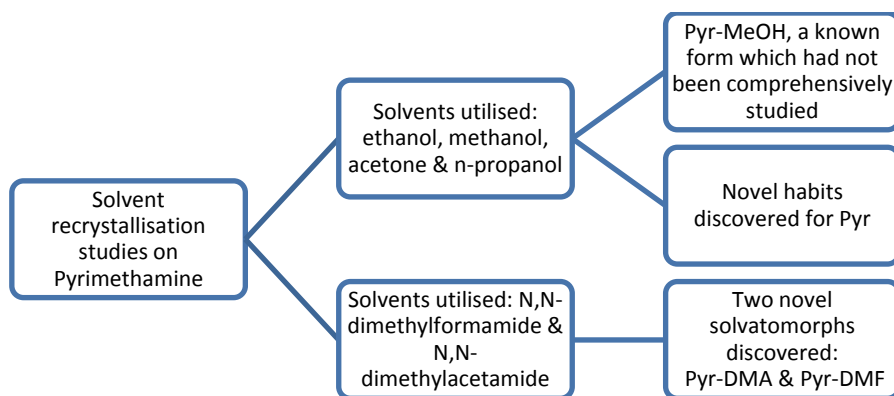 Solvent
recrystallisation
studies on
Pyrimethamine
Solvents utilised:
ethanol, methanol,
acetone & n-propanol
Pyr-MeOH, a known
form which had not
been comprehensively
studied
Novel habits
discovered for Pyr
Solvents utilised: N,N-
dimethylformamide &
N,N-
dimethylacetamide
Two novel
solvatomorphs
discovered:
Pyr-DMA & Pyr-DMF